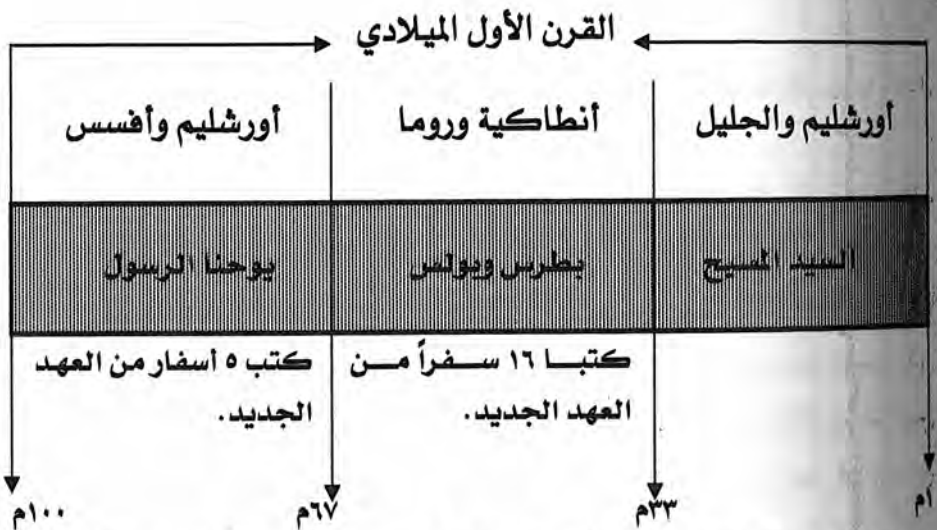 القرن الأول الميلادي
أورشليم والجليل
أنطاكية وروما
أورشليم وأفسس
السيد المسيح
بطرس وبولس
يوحنا الرسول
كتبا ١٦ سفراً من
العهد الجديد.
كتب ٥ أسفار من العهد
الجديد.
١م
٣٣م
٦٧م
١٠٠م